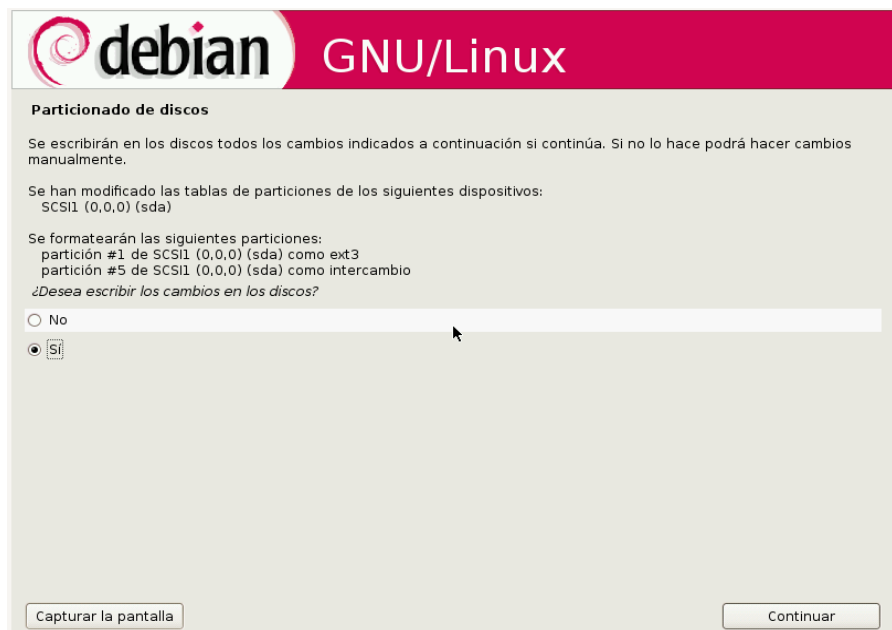 debian GNU/Linux
Particionado de discos
Se escribirán en los discos todos los cambios indicados a continuación si continúa. Si no lo hace podrá hacer cambios
manualmente.
Se han modificado las tablas de particiones de los siguientes dispositivos:
SCSI1 (0,0,0) (sda)
Se formatearán las siguientes particiones:
partición #1 de SCSI1 (0,0,0) (sda) como ext3
partición #5 de SCSI1 (0,0,0) (sda) como intercambio
¿Desea escribir los cambios en los discos?
No
Sí
Capturar la pantalla
Continuar